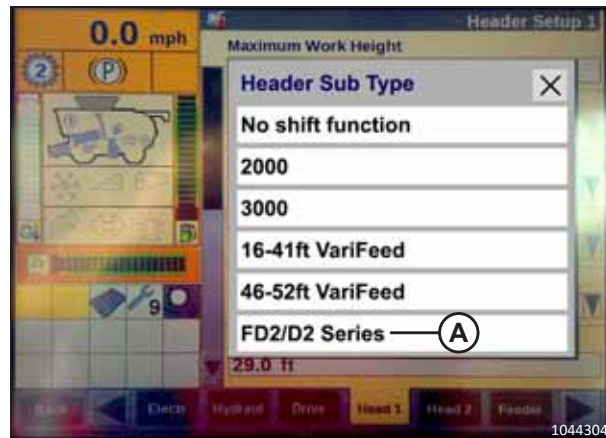 0.0 mph
Header Setup 1
2
P
Maximum Work Height
Header Sub Type
No shift function
2000
3000
16-41ft VariFeed
46-52ft VariFeed
FD2/D2 Series
A
9
29.0 ft
Back
Electr
Hydraul
Drive
Head 1
Head 2
Feeder
1044304